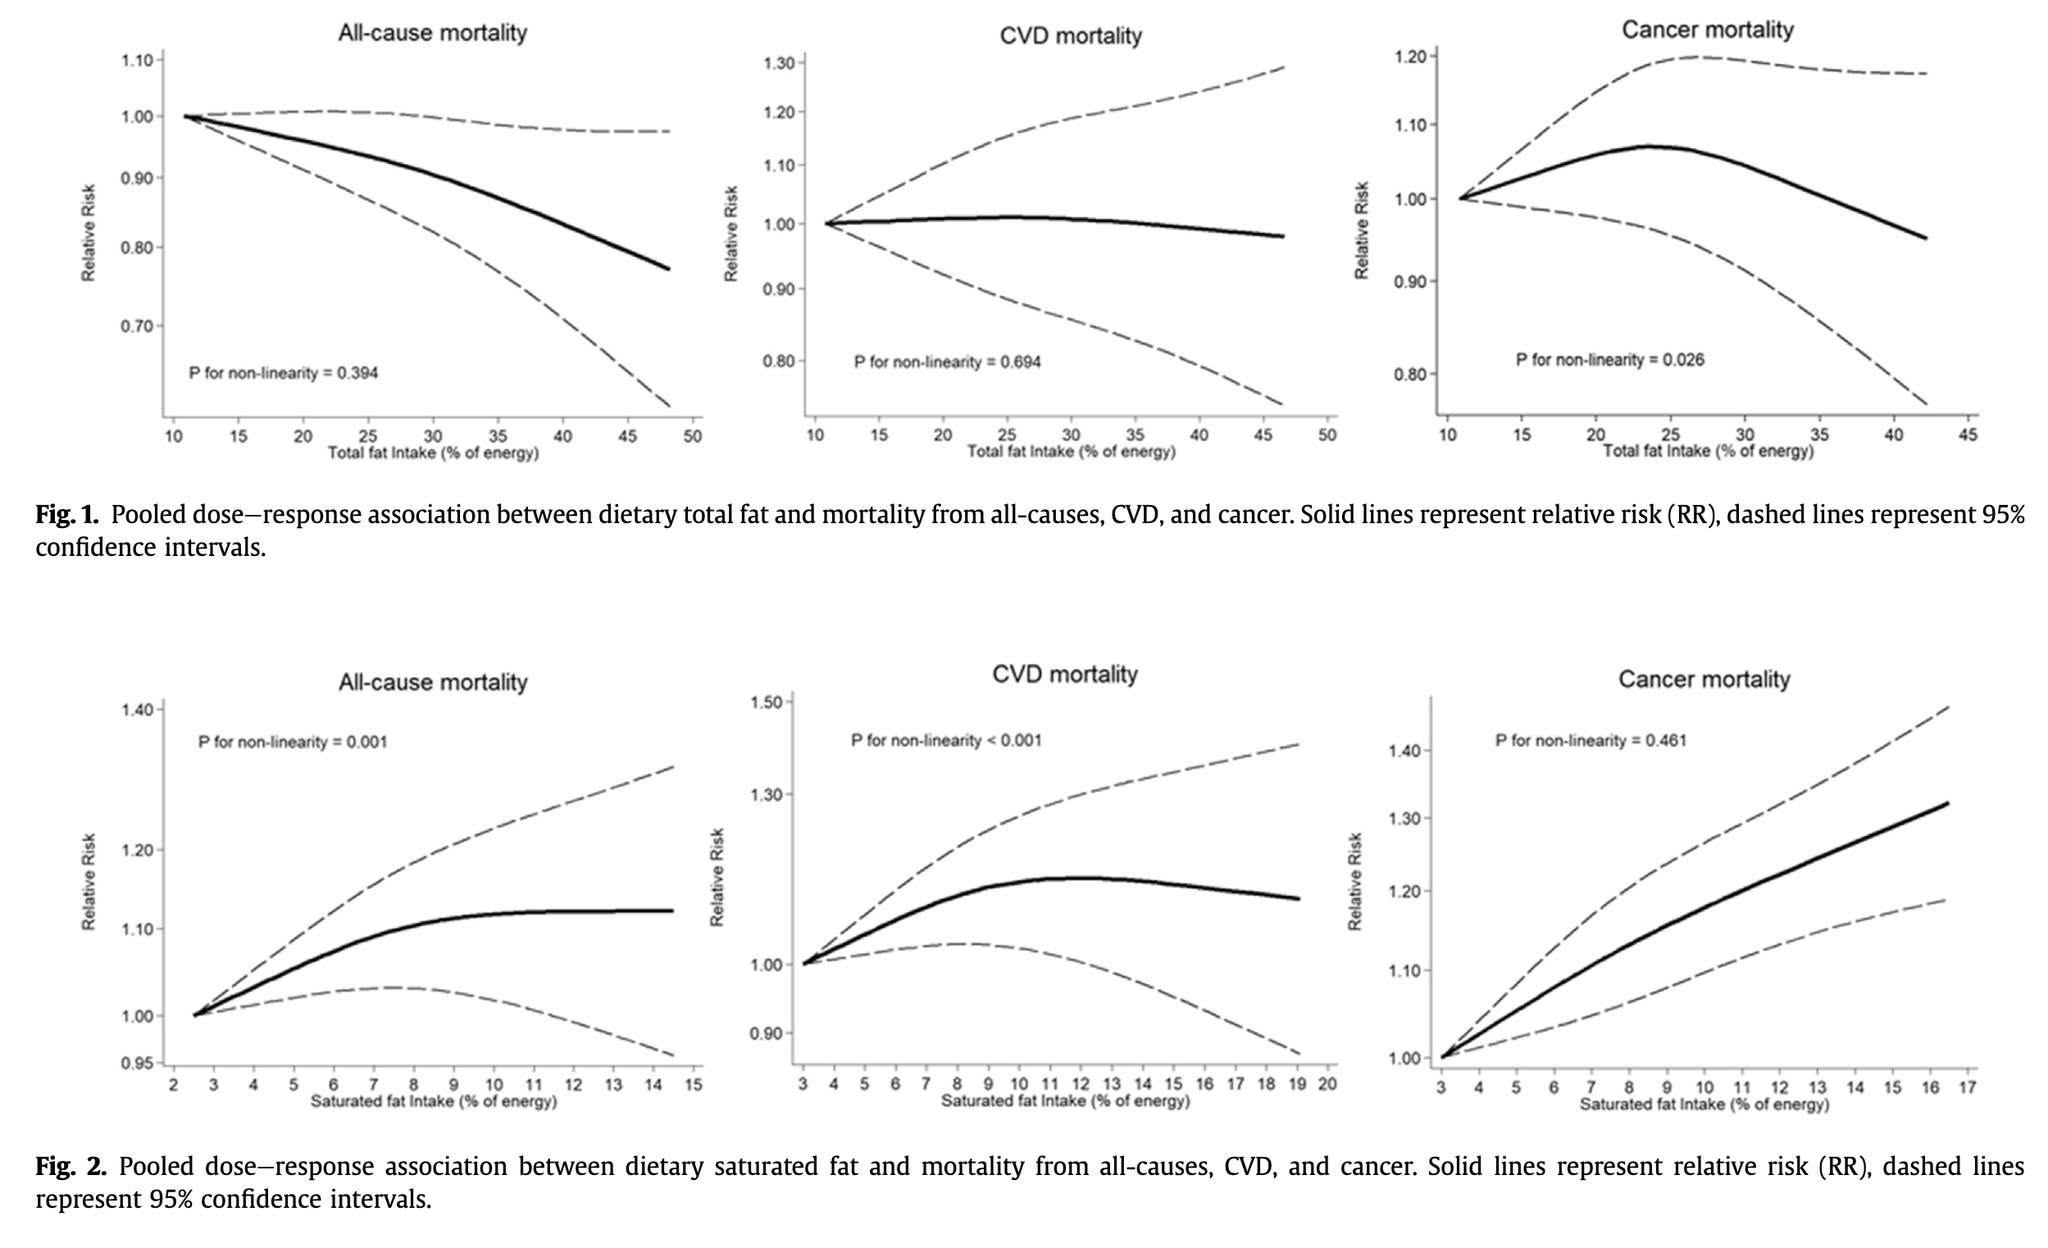 All-cause mortality
1.10
1.00
0.90
0.80
0.70
Relative Risk
P for non-linearity = 0.394
10 15 20 25 30 35 40 45 50
Total fat Intake (% of energy)
CVD mortality
1.30
1.20
1.10
1.00
0.90
0.80
Relative Risk
P for non-linearity = 0.694
10 15 20 25 30 35 40 45 50
Total fat Intake (% of energy)
Cancer mortality
1.20
1.10
1.00
0.90
0.80
Relative Risk
P for non-linearity = 0.026
10 15 20 25 30 35 40 45
Total fat Intake (% of energy)
Fig. 1. Pooled dose–response association between dietary total fat and mortality from all-causes, CVD, and cancer. Solid lines represent relative risk (RR), dashed lines represent 95%
confidence intervals.
All-cause mortality
1.40
1.20
1.10
1.00
0.95
Relative Risk
P for non-linearity = 0.001
2 3 4 5 6 7 8 9 10 11 12 13 14 15
Saturated fat Intake (% of energy)
CVD mortality
1.50
1.30
1.00
0.90
Relative Risk
P for non-linearity < 0.001
3 4 5 6 7 8 9 10 11 12 13 14 15 16 17 18 19 20
Saturated fat Intake (% of energy)
Cancer mortality
1.40
1.30
1.20
1.10
1.00
Relative Risk
P for non-linearity = 0.461
3 4 5 6 7 8 9 10 11 12 13 14 15 16 17
Saturated fat Intake (% of energy)
Fig. 2. Pooled dose–response association between dietary saturated fat and mortality from all-causes, CVD, and cancer. Solid lines represent relative risk (RR), dashed lines
represent 95% confidence intervals.